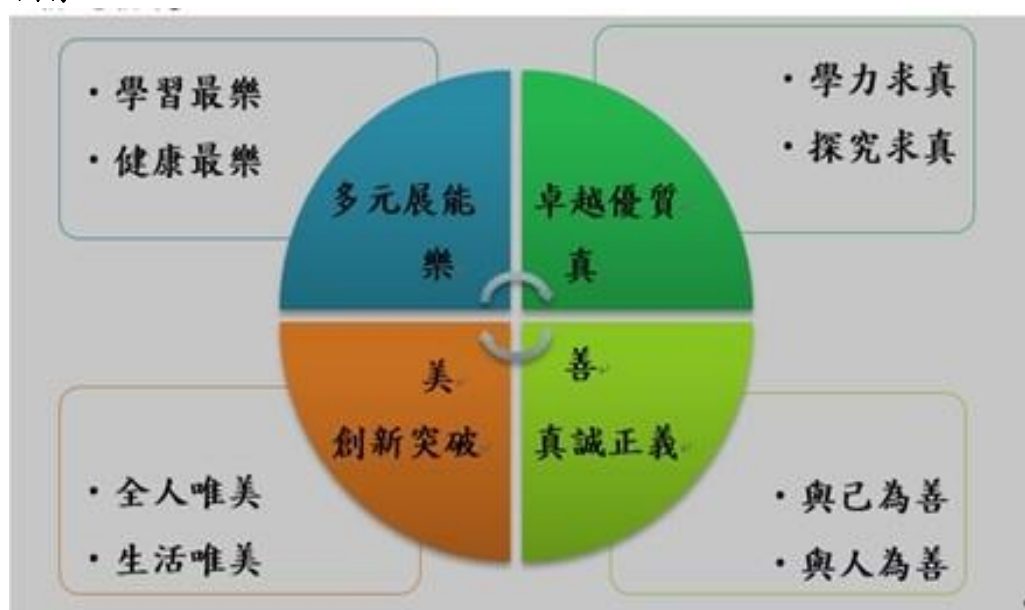 ・學習最樂
・健康最樂
・學力求真
・探究求真
多元展能
樂
卓越優質
真
美
創新突破
善
真誠正義
・全人唯美
・生活唯美
・與己為善
・與人為善